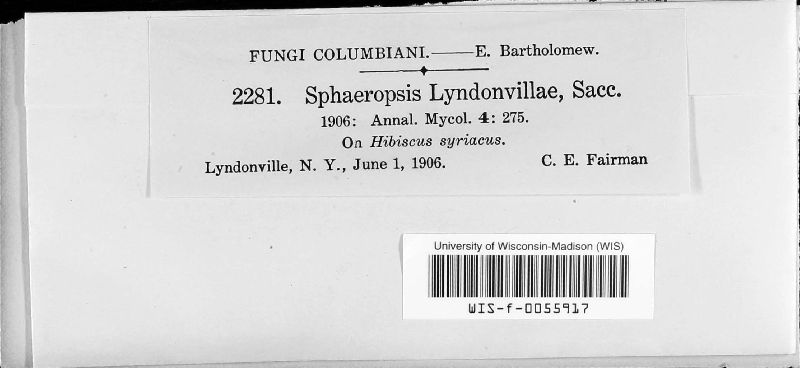 FUNGI COLUMBIANI.——E. Bartholomew.
2281. Sphaeropsis Lyndonvillae, Sacc.
1906: Annal. Mycol. 4: 275.
On Hibiscus syriacus.
Lyndonville, N. Y., June 1, 1906. C. E. Fairman
University of Wisconsin-Madison (WIS)
WIS-f-0055917